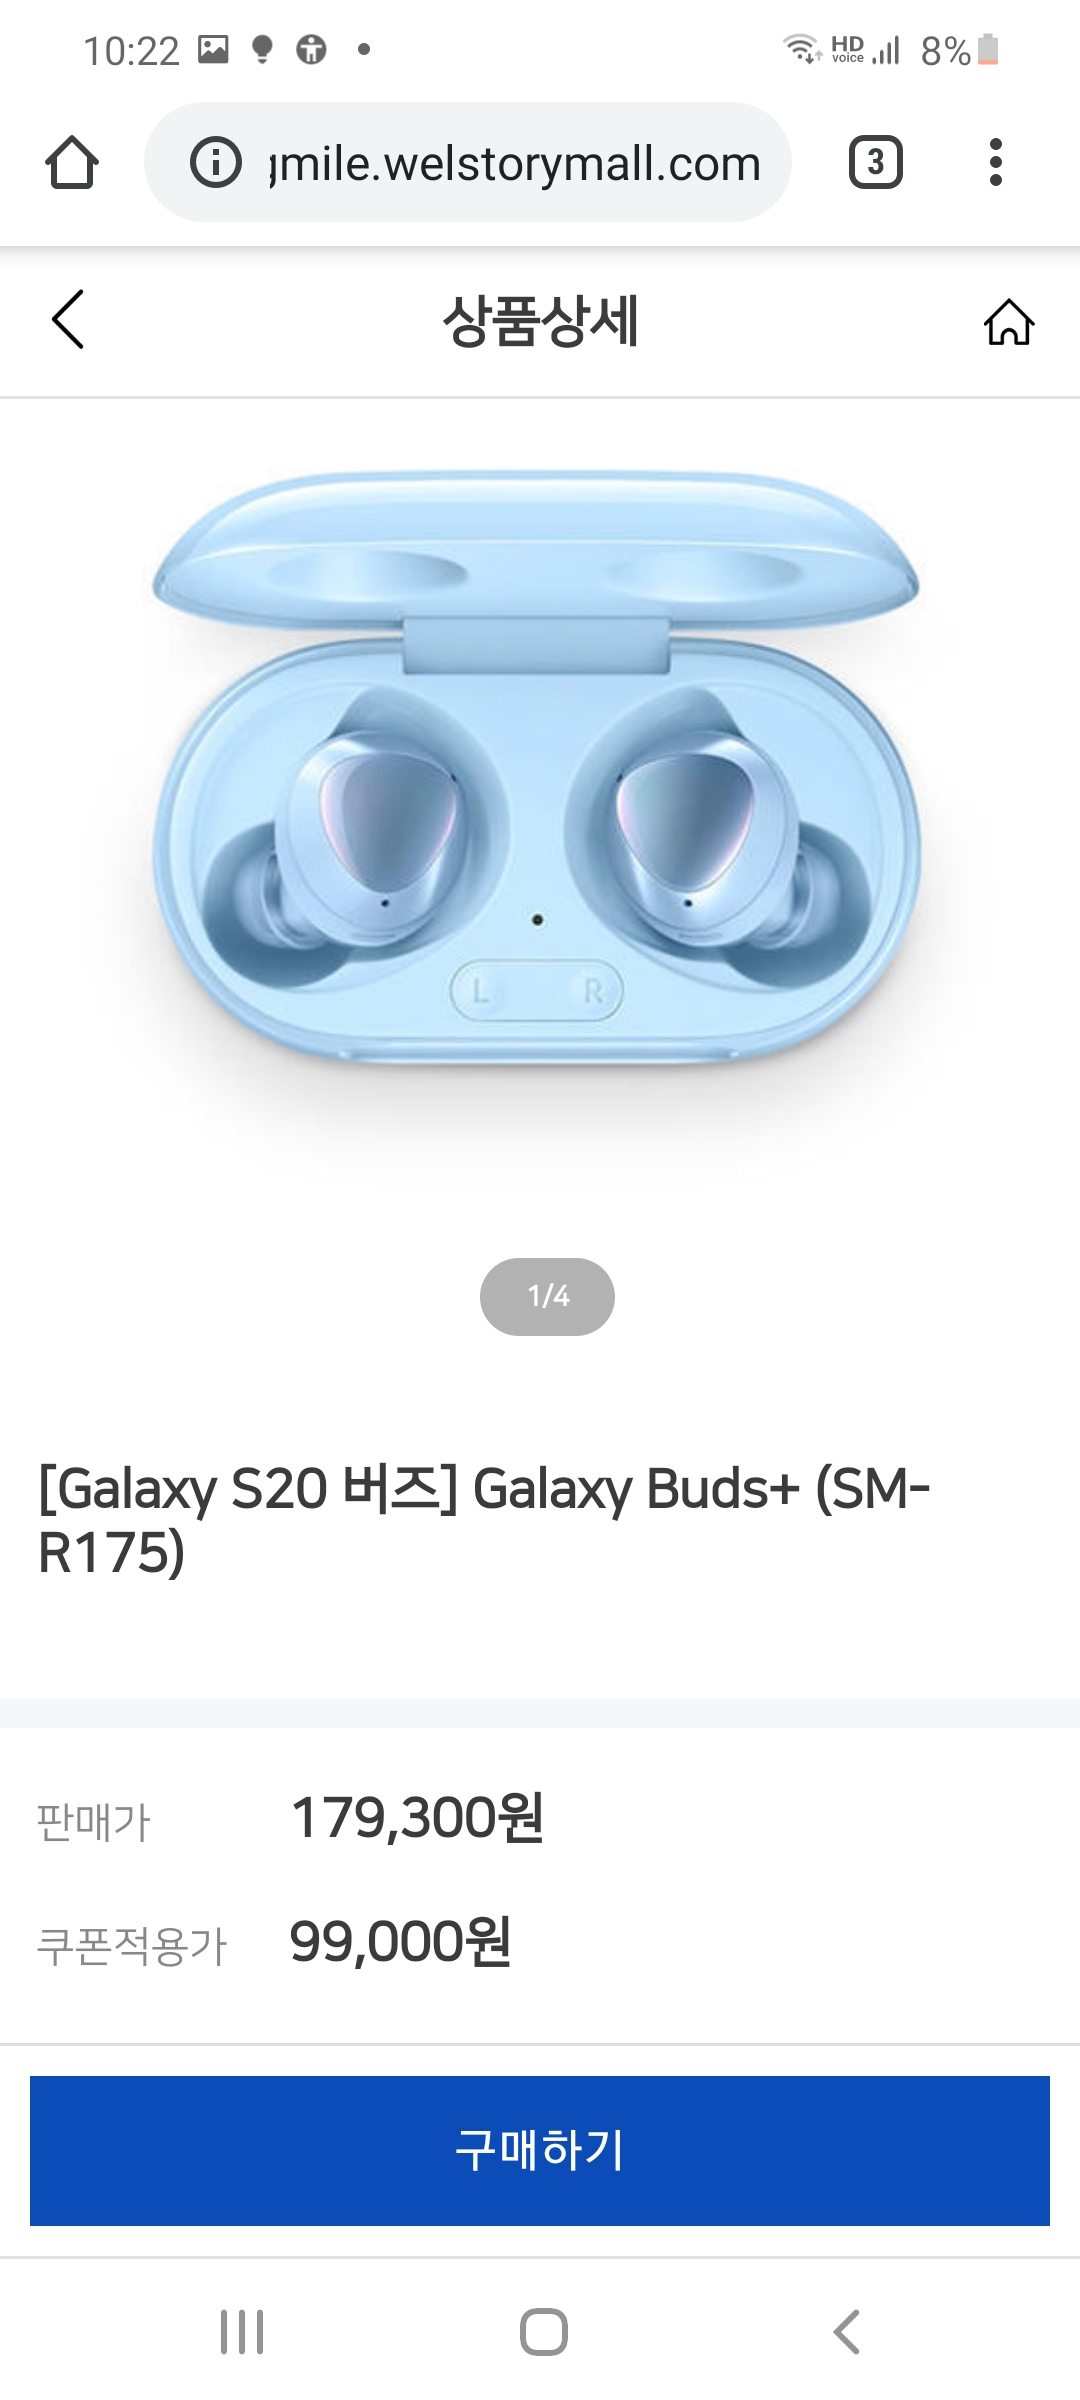 10:22 HD voice 8%
gmile.welstorymall.com 3
상품상세
L R
1/4
[Galaxy S20 버즈] Galaxy Buds+ (SM-
R175)
판매가 179,300원
쿠폰적용가 99,000원
구매하기